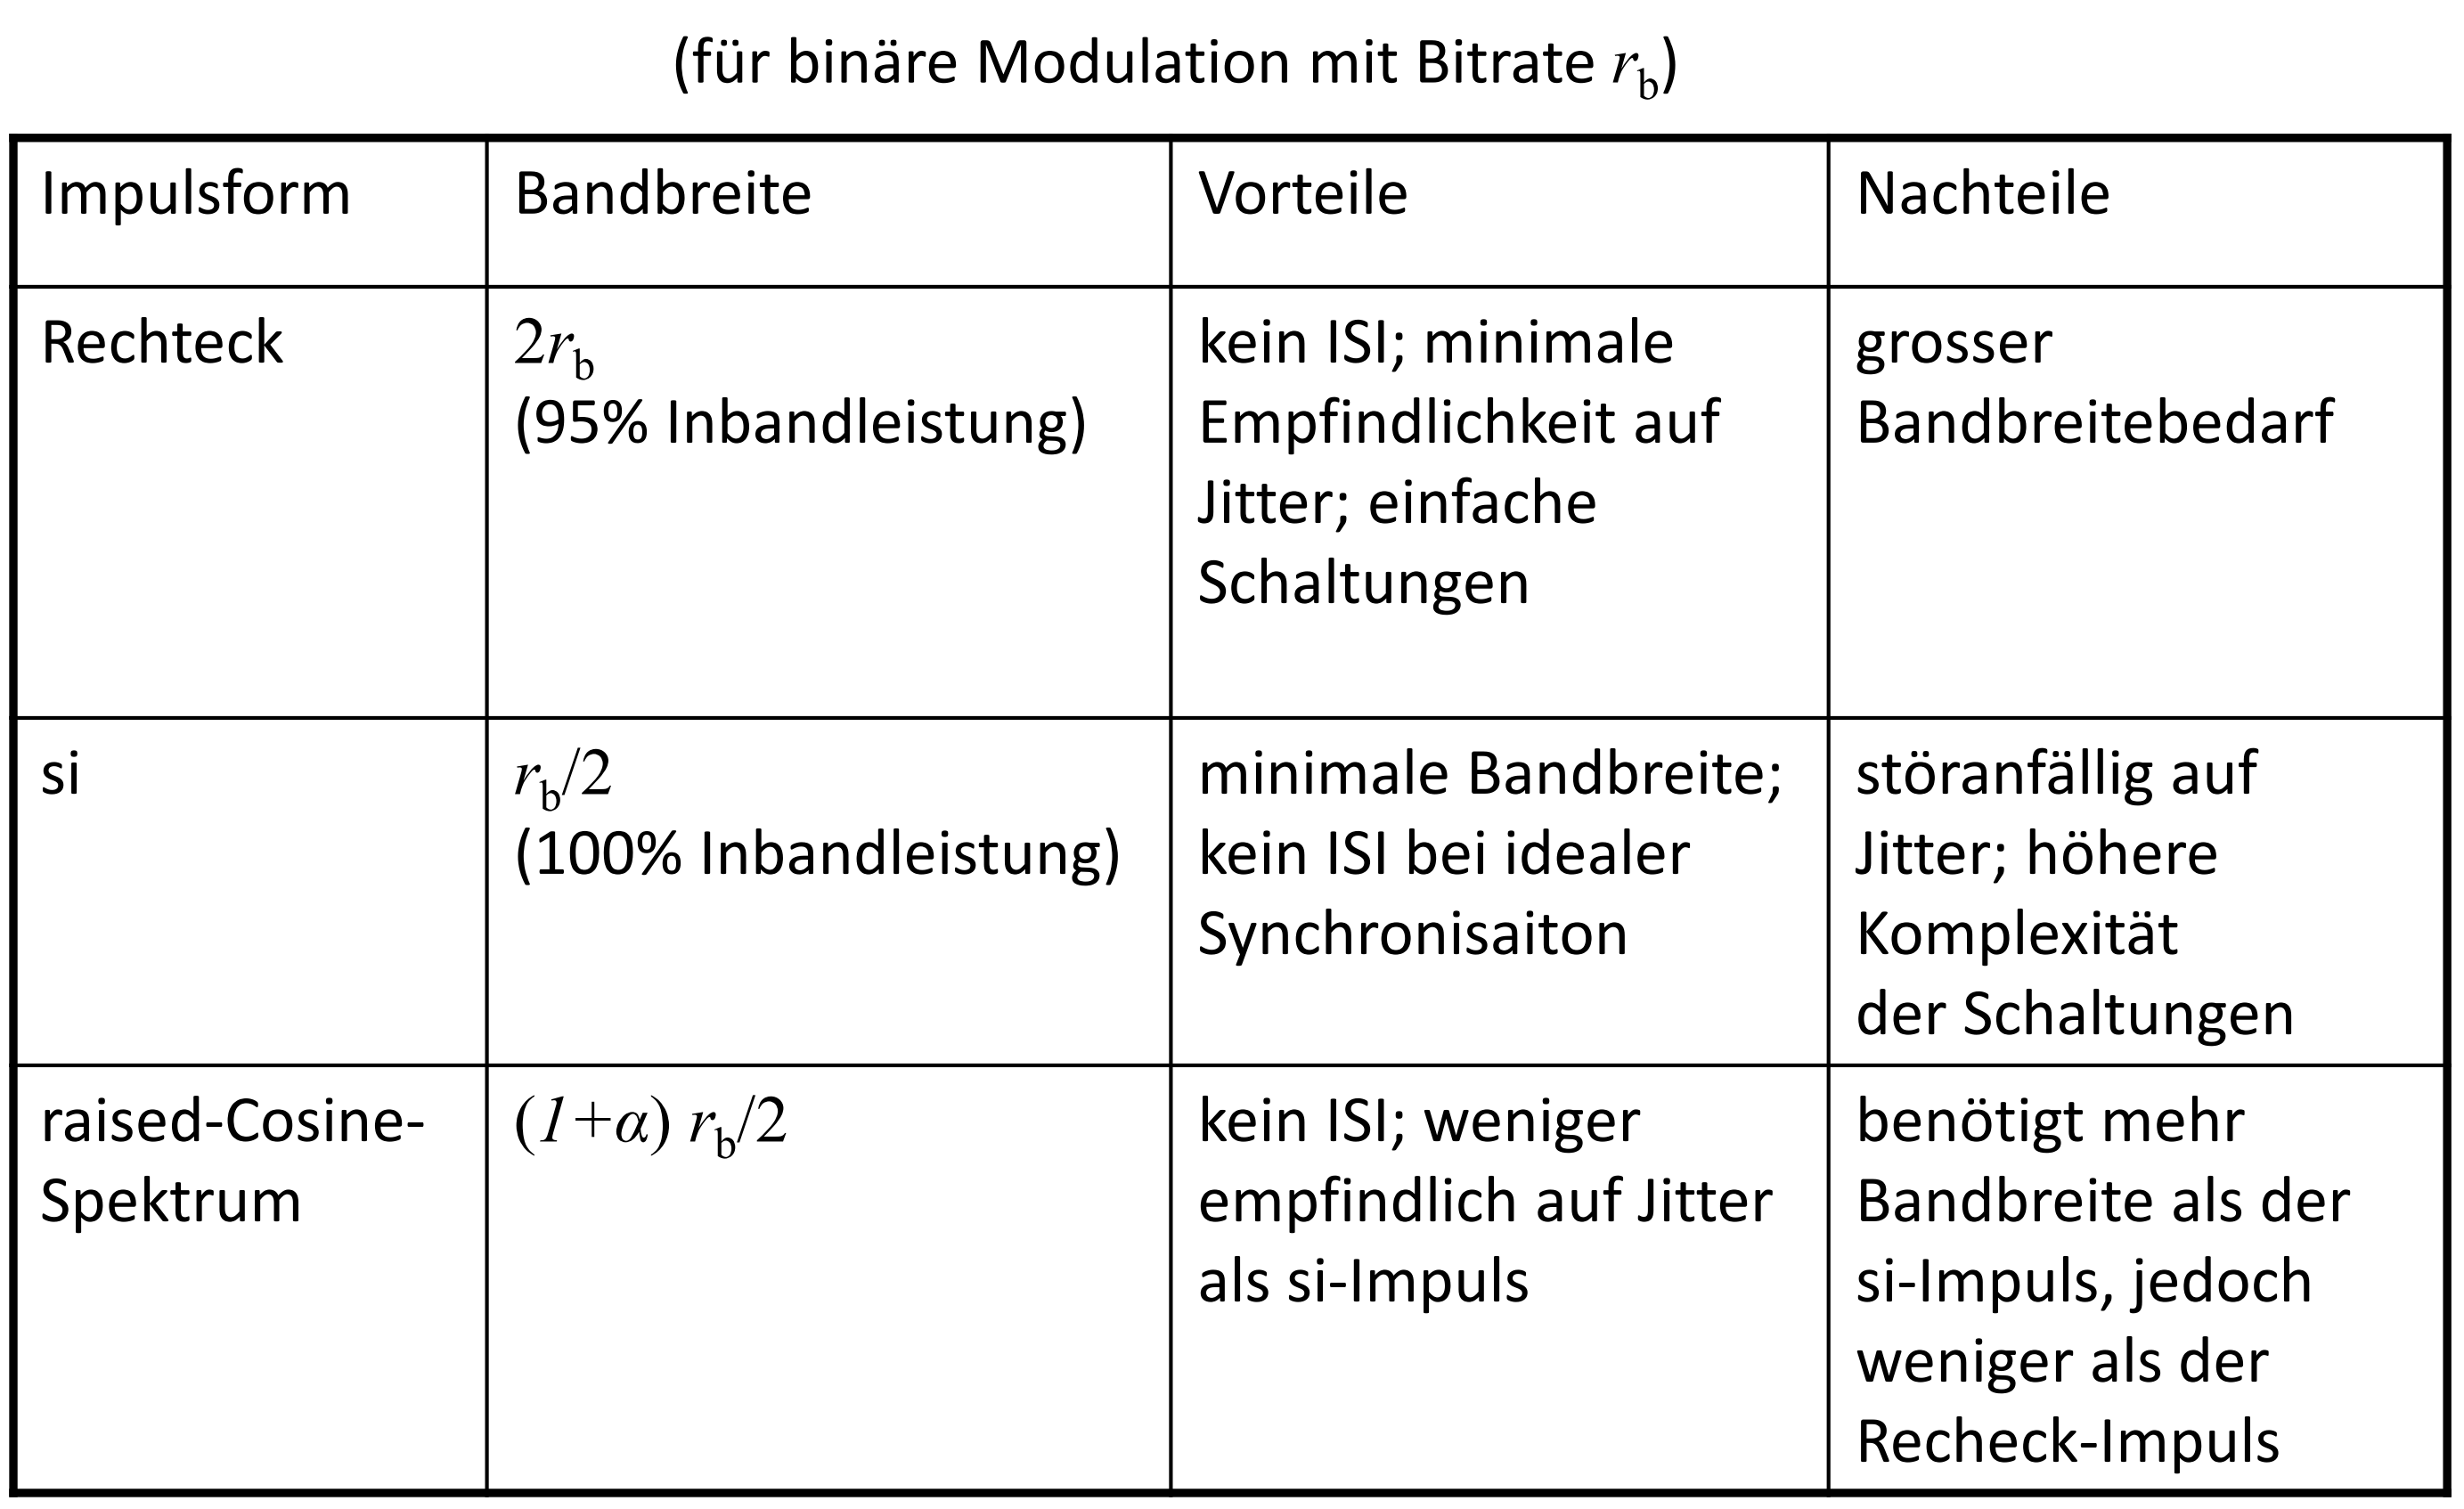 (für binäre Modulation mit Bitrate r_b)
Impulsform
Bandbreite
Vorteile
Nachteile
Rechteck
2r_b
(95% Inbandleistung)
kein ISI; minimale
Empfindlichkeit auf
Jitter; einfache
Schaltungen
grosser
Bandbreitebedarf
si
r_b/2
(100% Inbandleistung)
minimale Bandbreite;
kein ISI bei idealer
Synchronisaiton
störanfällig auf
Jitter; höhere
Komplexität
der Schaltungen
raised-Cosine-
Spektrum
(1+α) r_b/2
kein ISI; weniger
empfindlich auf Jitter
als si-Impuls
benötigt mehr
Bandbreite als der
si-Impuls, jedoch
weniger als der
Recheck-Impuls